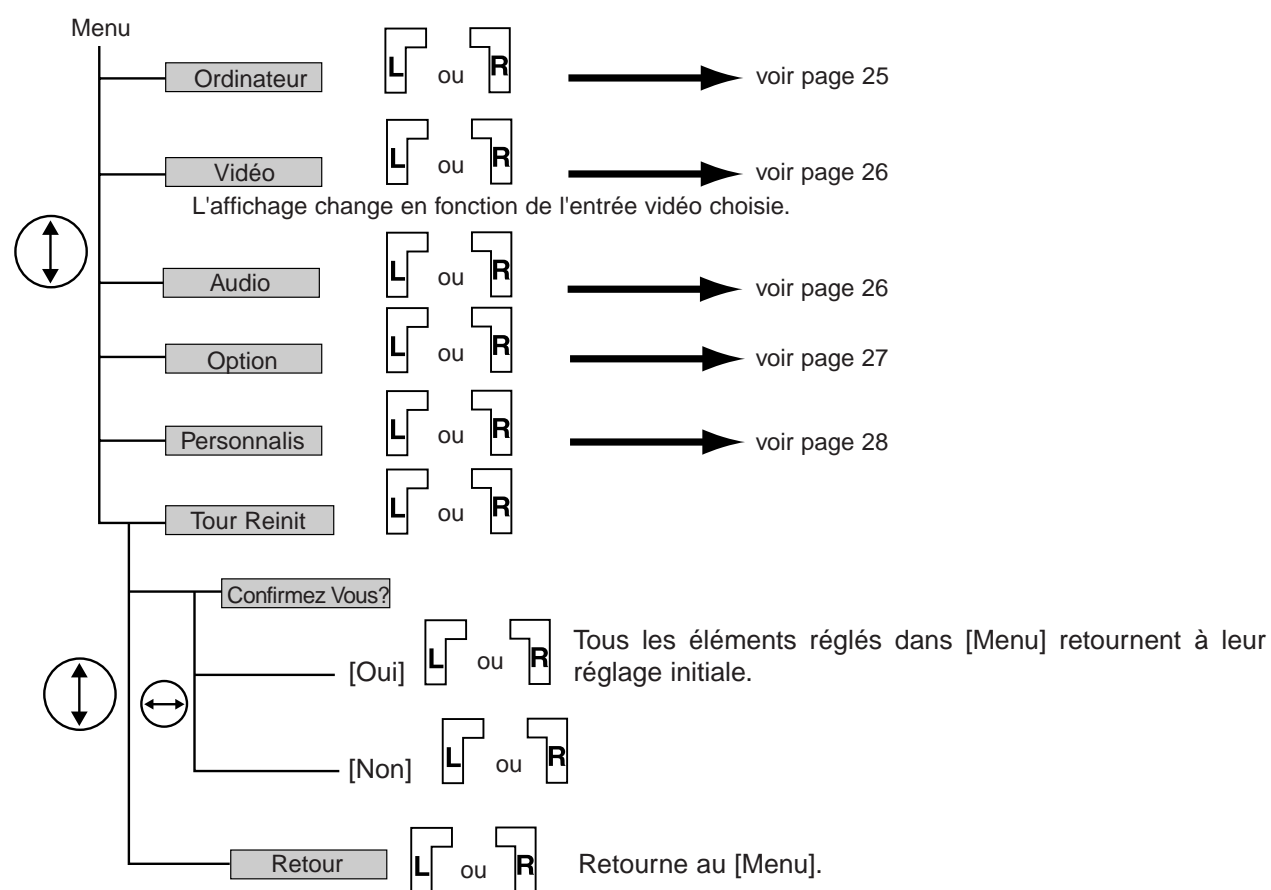 Menu
Ordinateur L ou R voir page 25
Vidéo L ou R voir page 26
L'affichage change en fonction de l'entrée vidéo choisie.
Audio L ou R voir page 26
Option L ou R voir page 27
Personnalis L ou R voir page 28
Tour Reinit L ou R
Confirmez Vous?
[Oui] L ou R Tous les éléments réglés dans [Menu] retournent à leur
réglage initiale.
[Non] L ou R
Retour L ou R Retourne au [Menu].